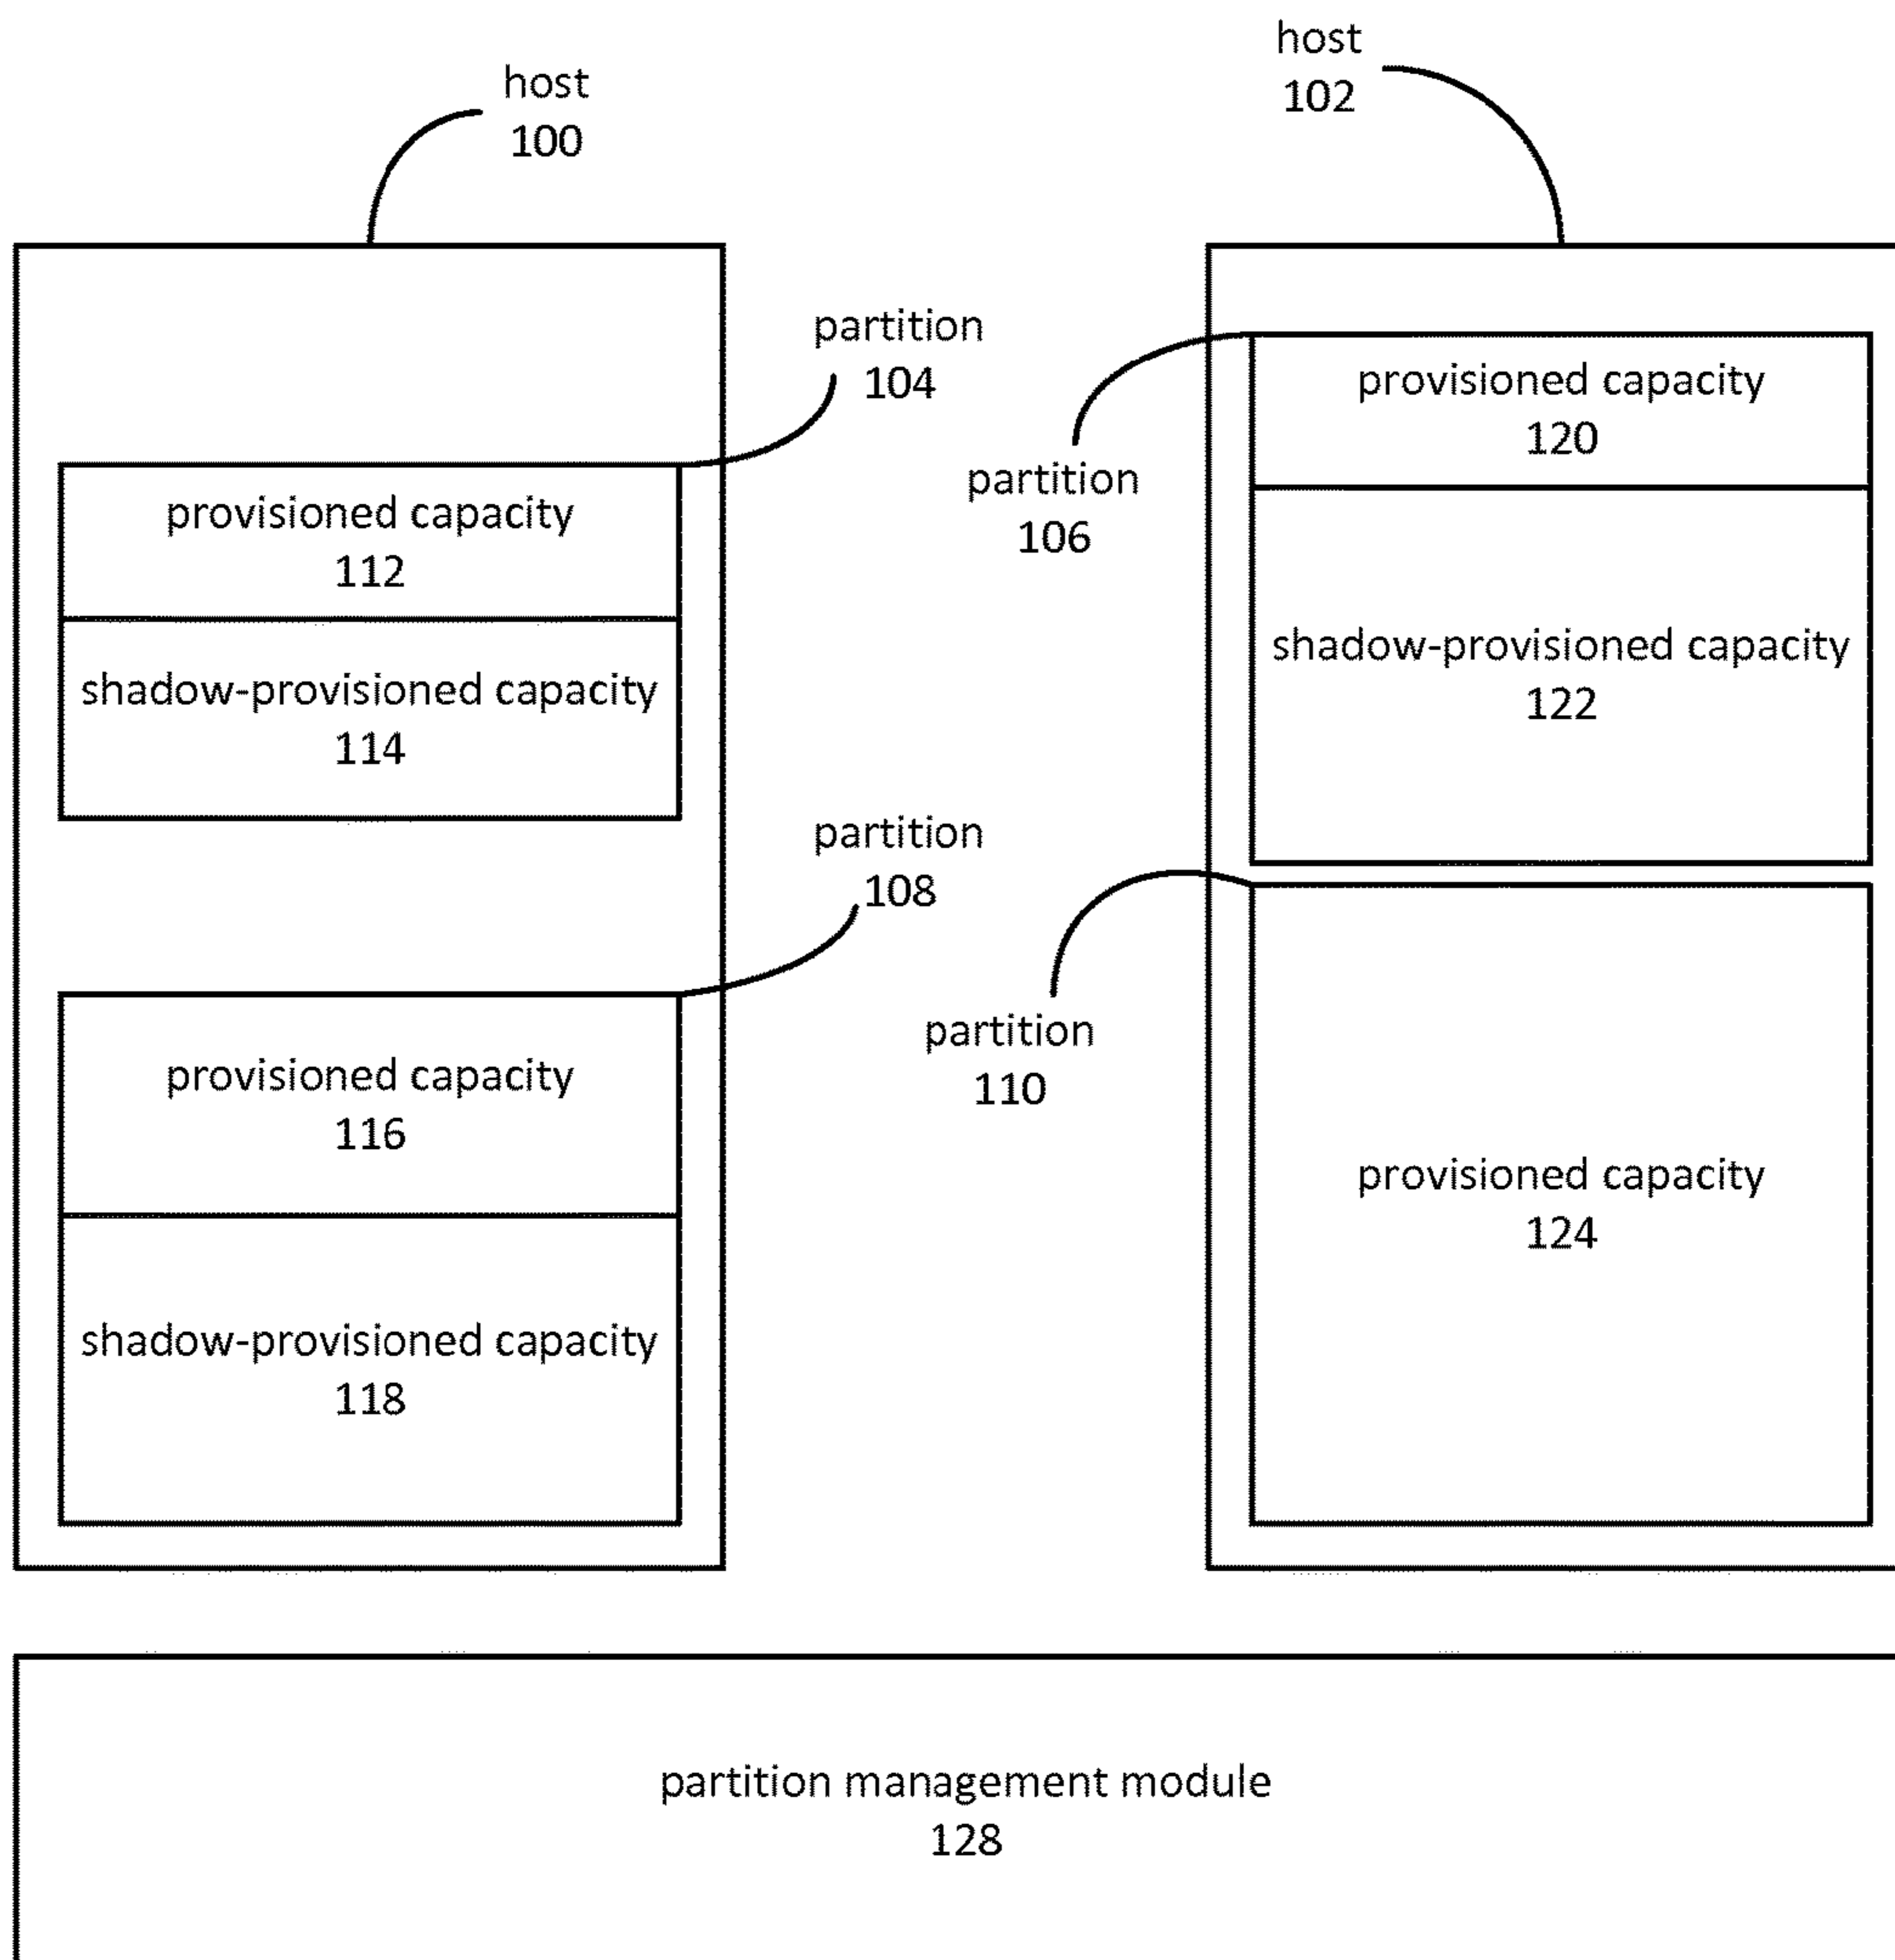 host
100
host
102
partition
104
partition
106
provisioned capacity
112
shadow-provisioned capacity
114
provisioned capacity
120
shadow-provisioned capacity
122
partition
108
partition
110
provisioned capacity
116
shadow-provisioned capacity
118
provisioned capacity
124
partition management module
128